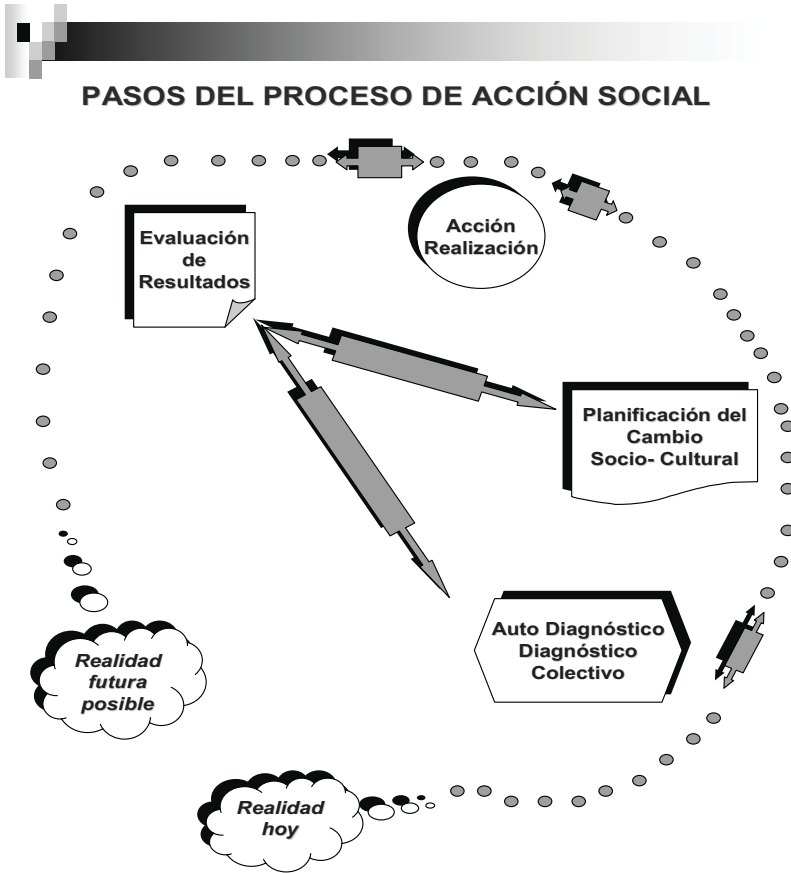 PASOS DEL PROCESO DE ACCIÓN SOCIAL
Evaluación
de
Resultados
Acción
Realización
Planificación del
Cambio
Socio- Cultural
Auto Diagnóstico
Diagnóstico
Colectivo
Realidad
futura
posible
Realidad
hoy